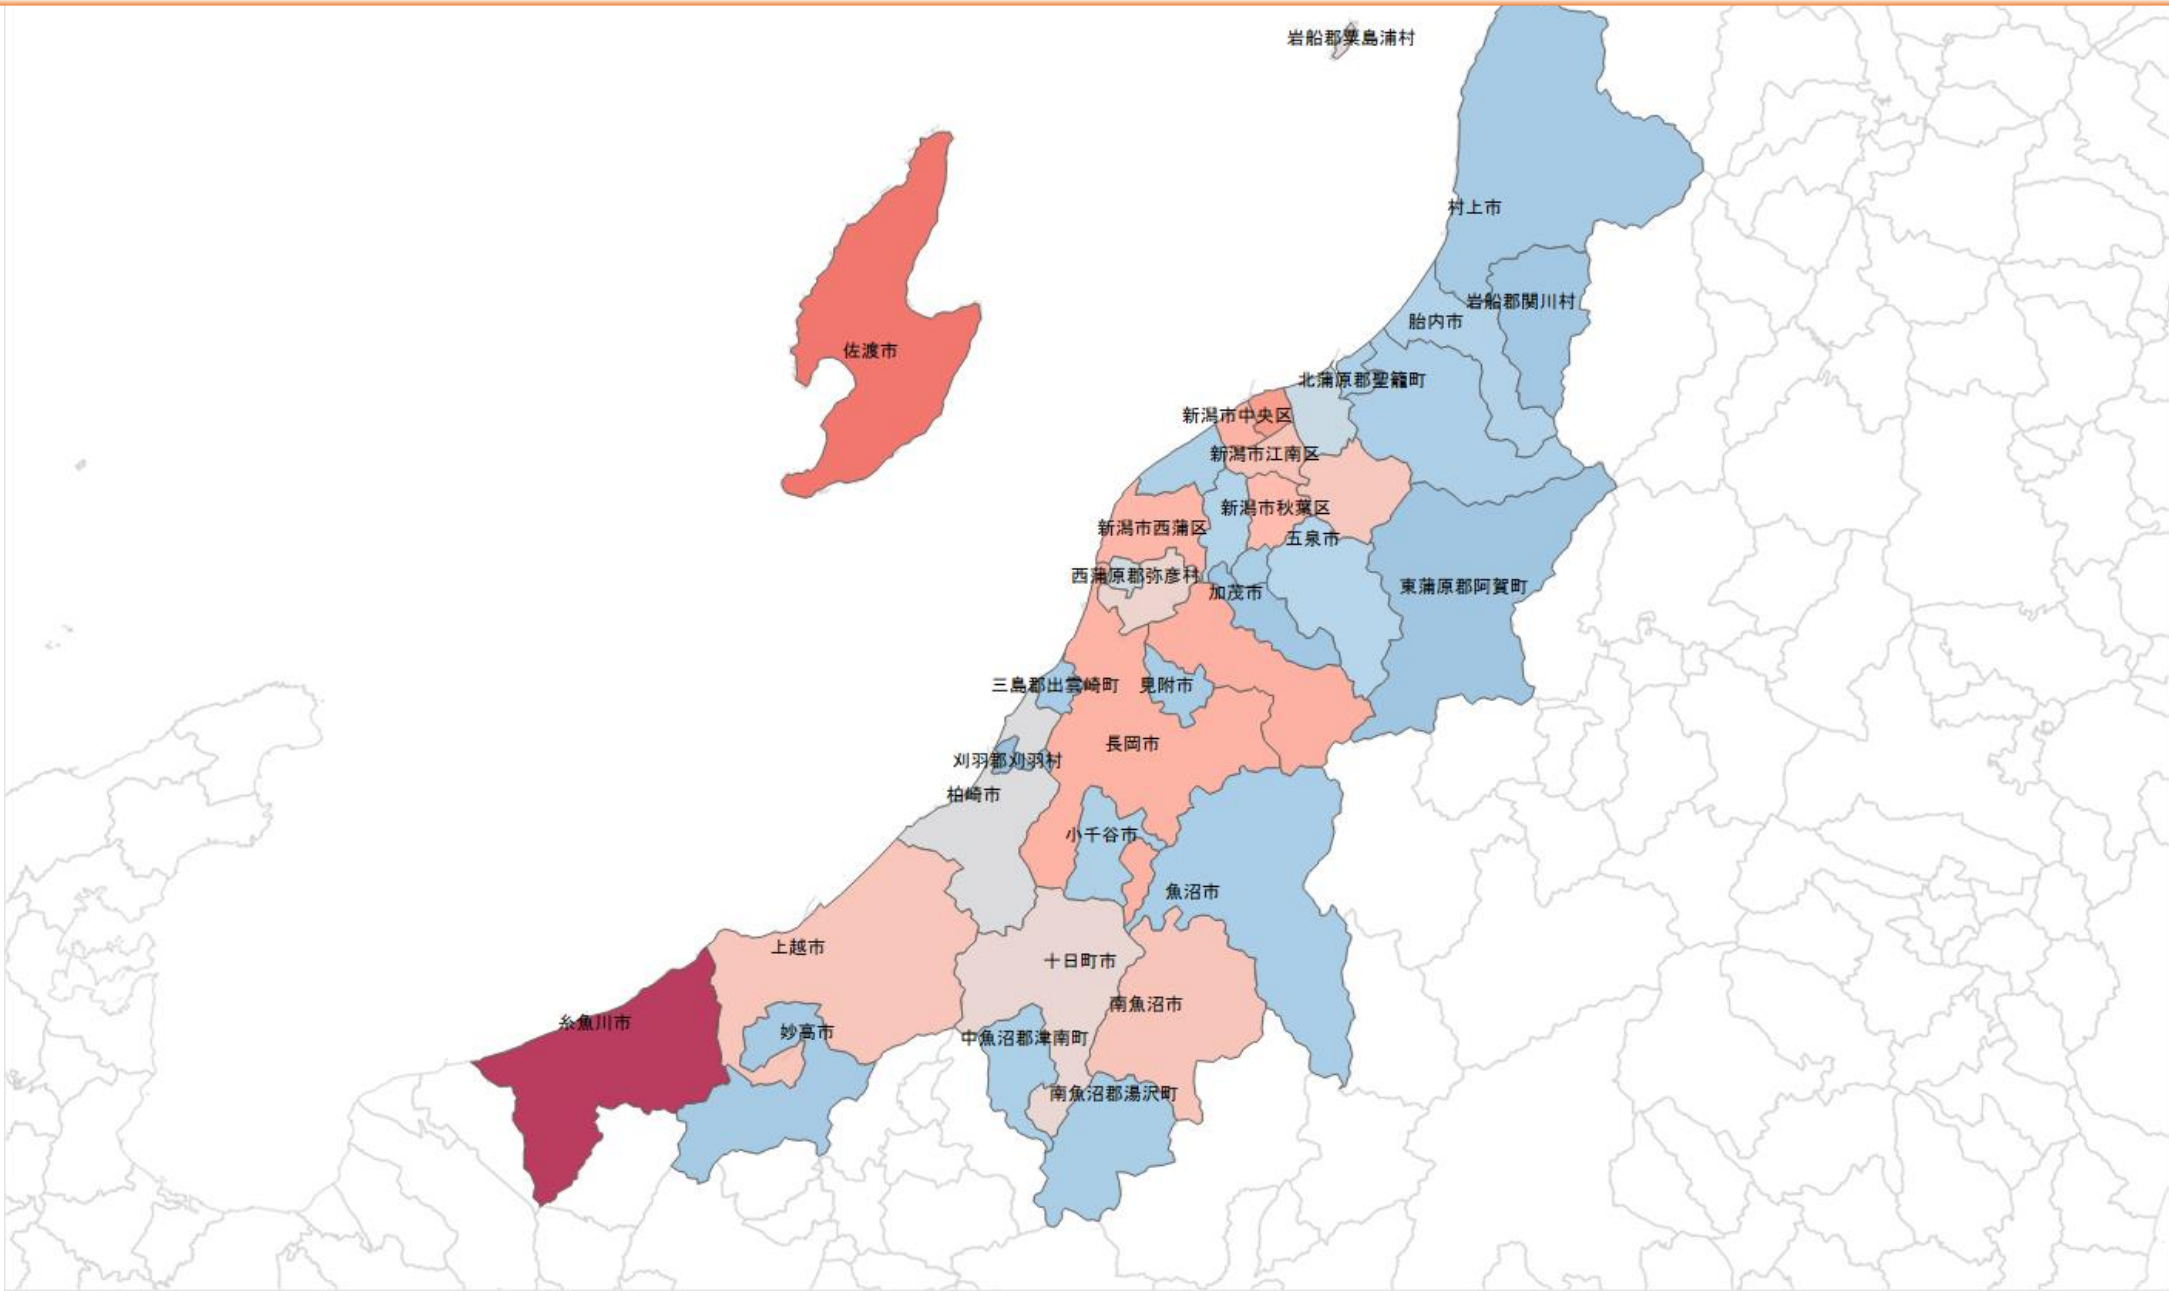 岩船郡粟島浦村
村上市
岩船郡関川村
胎内市
佐渡市
北蒲原郡聖籠町
新潟市中央区
新潟市江南区
新潟市秋葉区
新潟市西蒲区
五泉市
西蒲原郡弥彦村
東蒲原郡阿賀町
加茂市
三島郡出雲崎町
見附市
長岡市
刈羽郡刈羽村
柏崎市
小千谷市
魚沼市
上越市
十日町市
南魚沼市
糸魚川市
妙高市
中魚沼郡津南町
南魚沼郡湯沢町